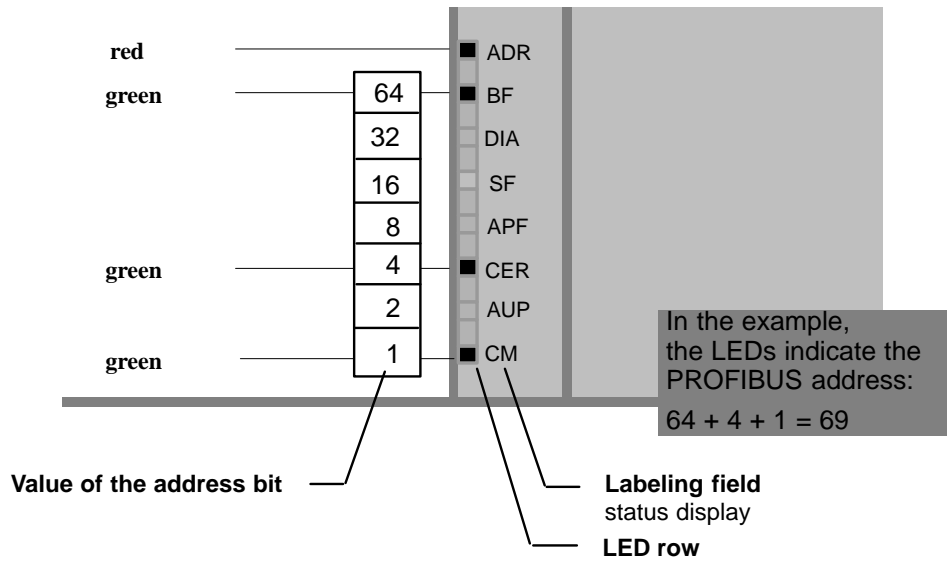 red
ADR
green
64
BF
32
DIA
16
SF
8
APF
green
4
CER
2
AUP
green
1
CM
In the example,
the LEDs indicate the
PROFIBUS address:
64 + 4 + 1 = 69
Value of the address bit
Labeling field
status display
LED row